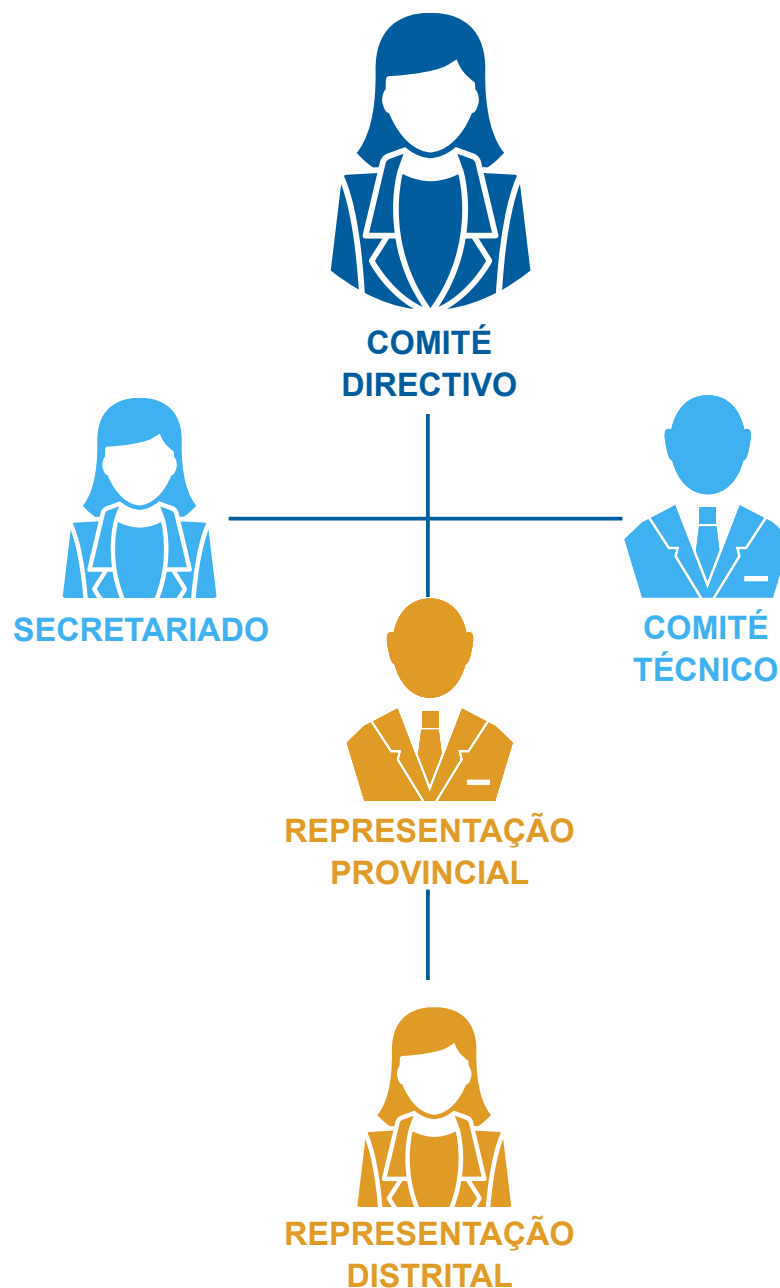 COMITÉ
DIRECTIVO
SECRETARIADO
COMITÉ
TÉCNICO
REPRESENTAÇÃO
PROVINCIAL
REPRESENTAÇÃO
DISTRITAL